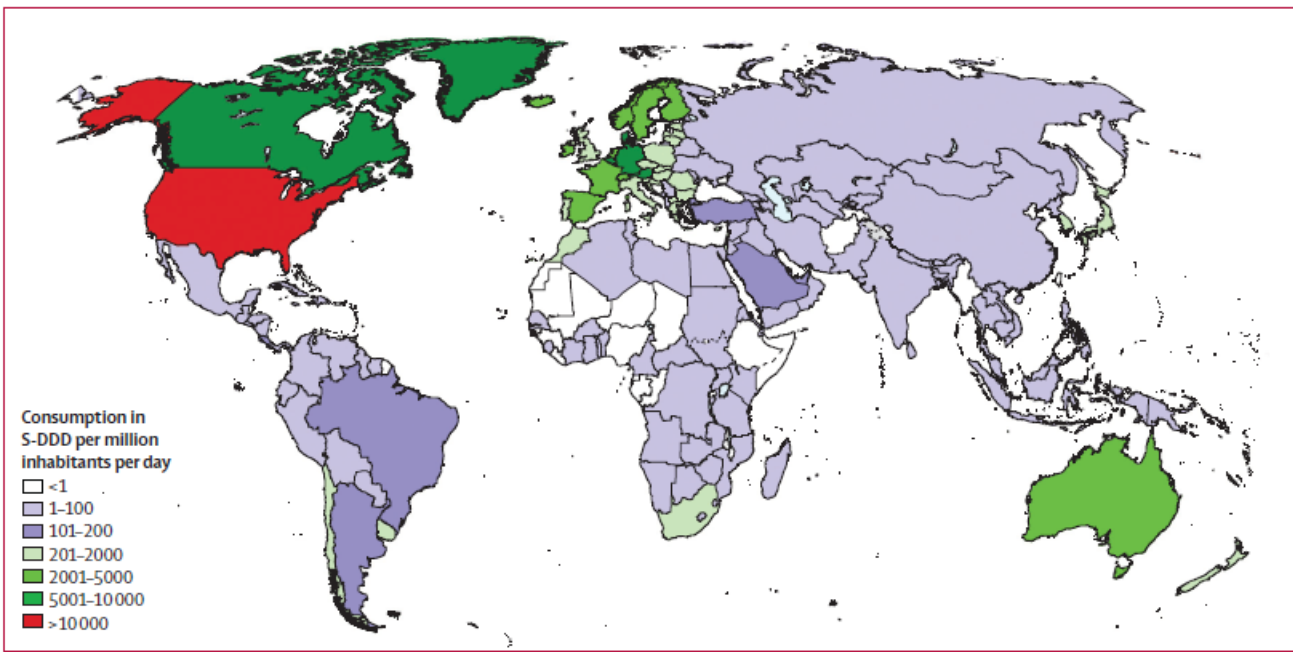 Consumption in
S-DDD per million
inhabitants per day
<1
1–100
101–200
201–2000
2001–5000
5001–10 000
>10 000